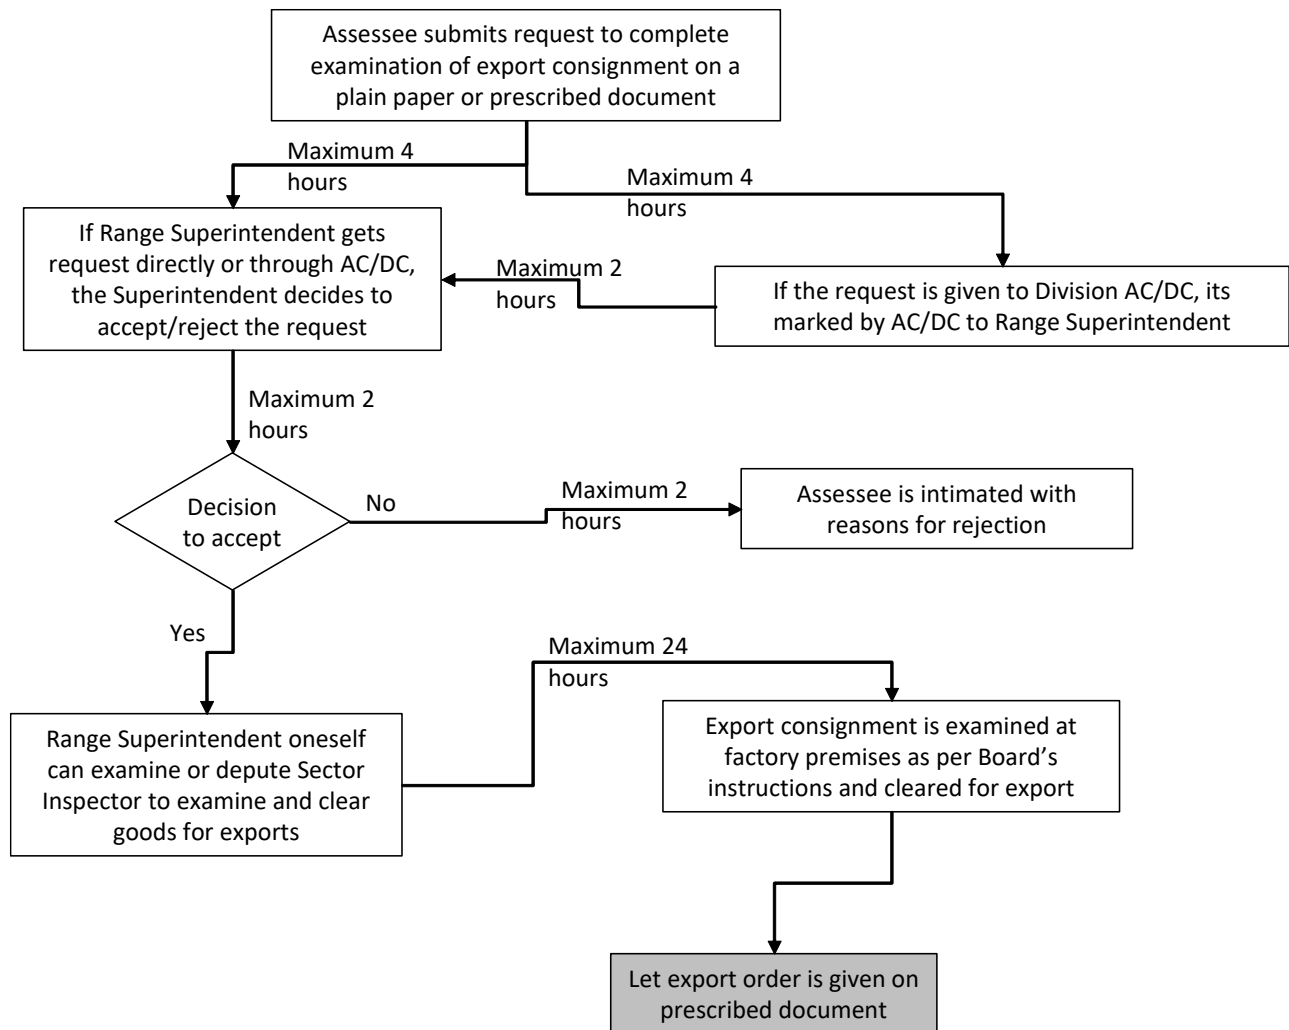 Assessee submits request to complete
examination of export consignment on a
plain paper or prescribed document
Maximum 4
hours
Maximum 4
hours
If Range Superintendent gets
request directly or through AC/DC,
the Superintendent decides to
accept/reject the request
Maximum 2
hours
If the request is given to Division AC/DC, its
marked by AC/DC to Range Superintendent
Maximum 2
hours
Decision
to accept
No
Maximum 2
hours
Assessee is intimated with
reasons for rejection
Yes
Maximum 24
hours
Range Superintendent oneself
can examine or depute Sector
Inspector to examine and clear
goods for exports
Export consignment is examined at
factory premises as per Board’s
instructions and cleared for export
Let export order is given on
prescribed document